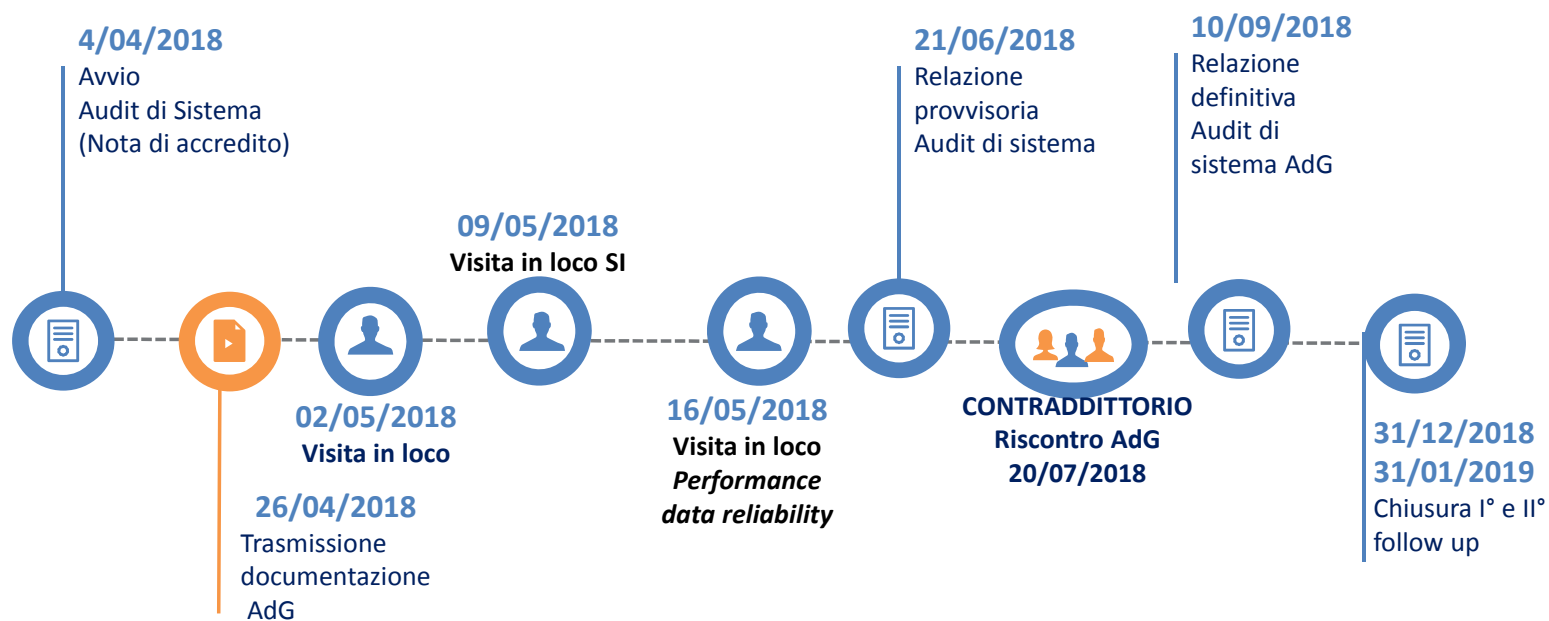 4/04/2018
Avvio
Audit di Sistema
(Nota di accredito)
26/04/2018
Trasmissione
documentazione
AdG
02/05/2018
Visita in loco
09/05/2018
Visita in loco SI
16/05/2018
Visita in loco
Performance
data reliability
21/06/2018
Relazione
provvisoria
Audit di sistema
CONTRADDITTORIO
Riscontro AdG
20/07/2018
10/09/2018
Relazione
definitiva
Audit di
sistema AdG
31/12/2018
31/01/2019
Chiusura I° e II°
follow up